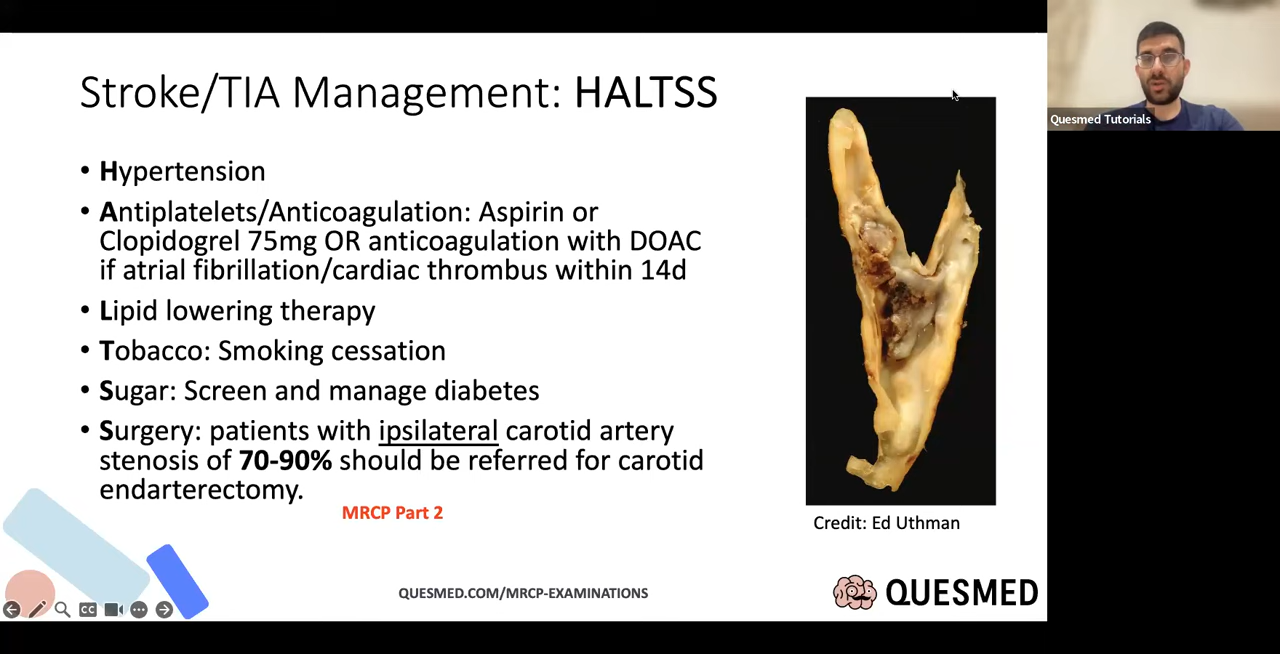 Stroke/TIA Management: HALTSS
• Hypertension
• Antiplatelets/Anticoagulation: Aspirin or
Clopidogrel 75mg OR anticoagulation with DOAC
if atrial fibrillation/cardiac thrombus within 14d
• Lipid lowering therapy
• Tobacco: Smoking cessation
• Sugar: Screen and manage diabetes
• Surgery: patients with ipsilateral carotid artery
stenosis of 70-90% should be referred for carotid
endarterectomy.
MRCP Part 2
Credit: Ed Uthman
QUESMED.COM/MRCP-EXAMINATIONS
QUESMED
CC
Quesmed Tutorials